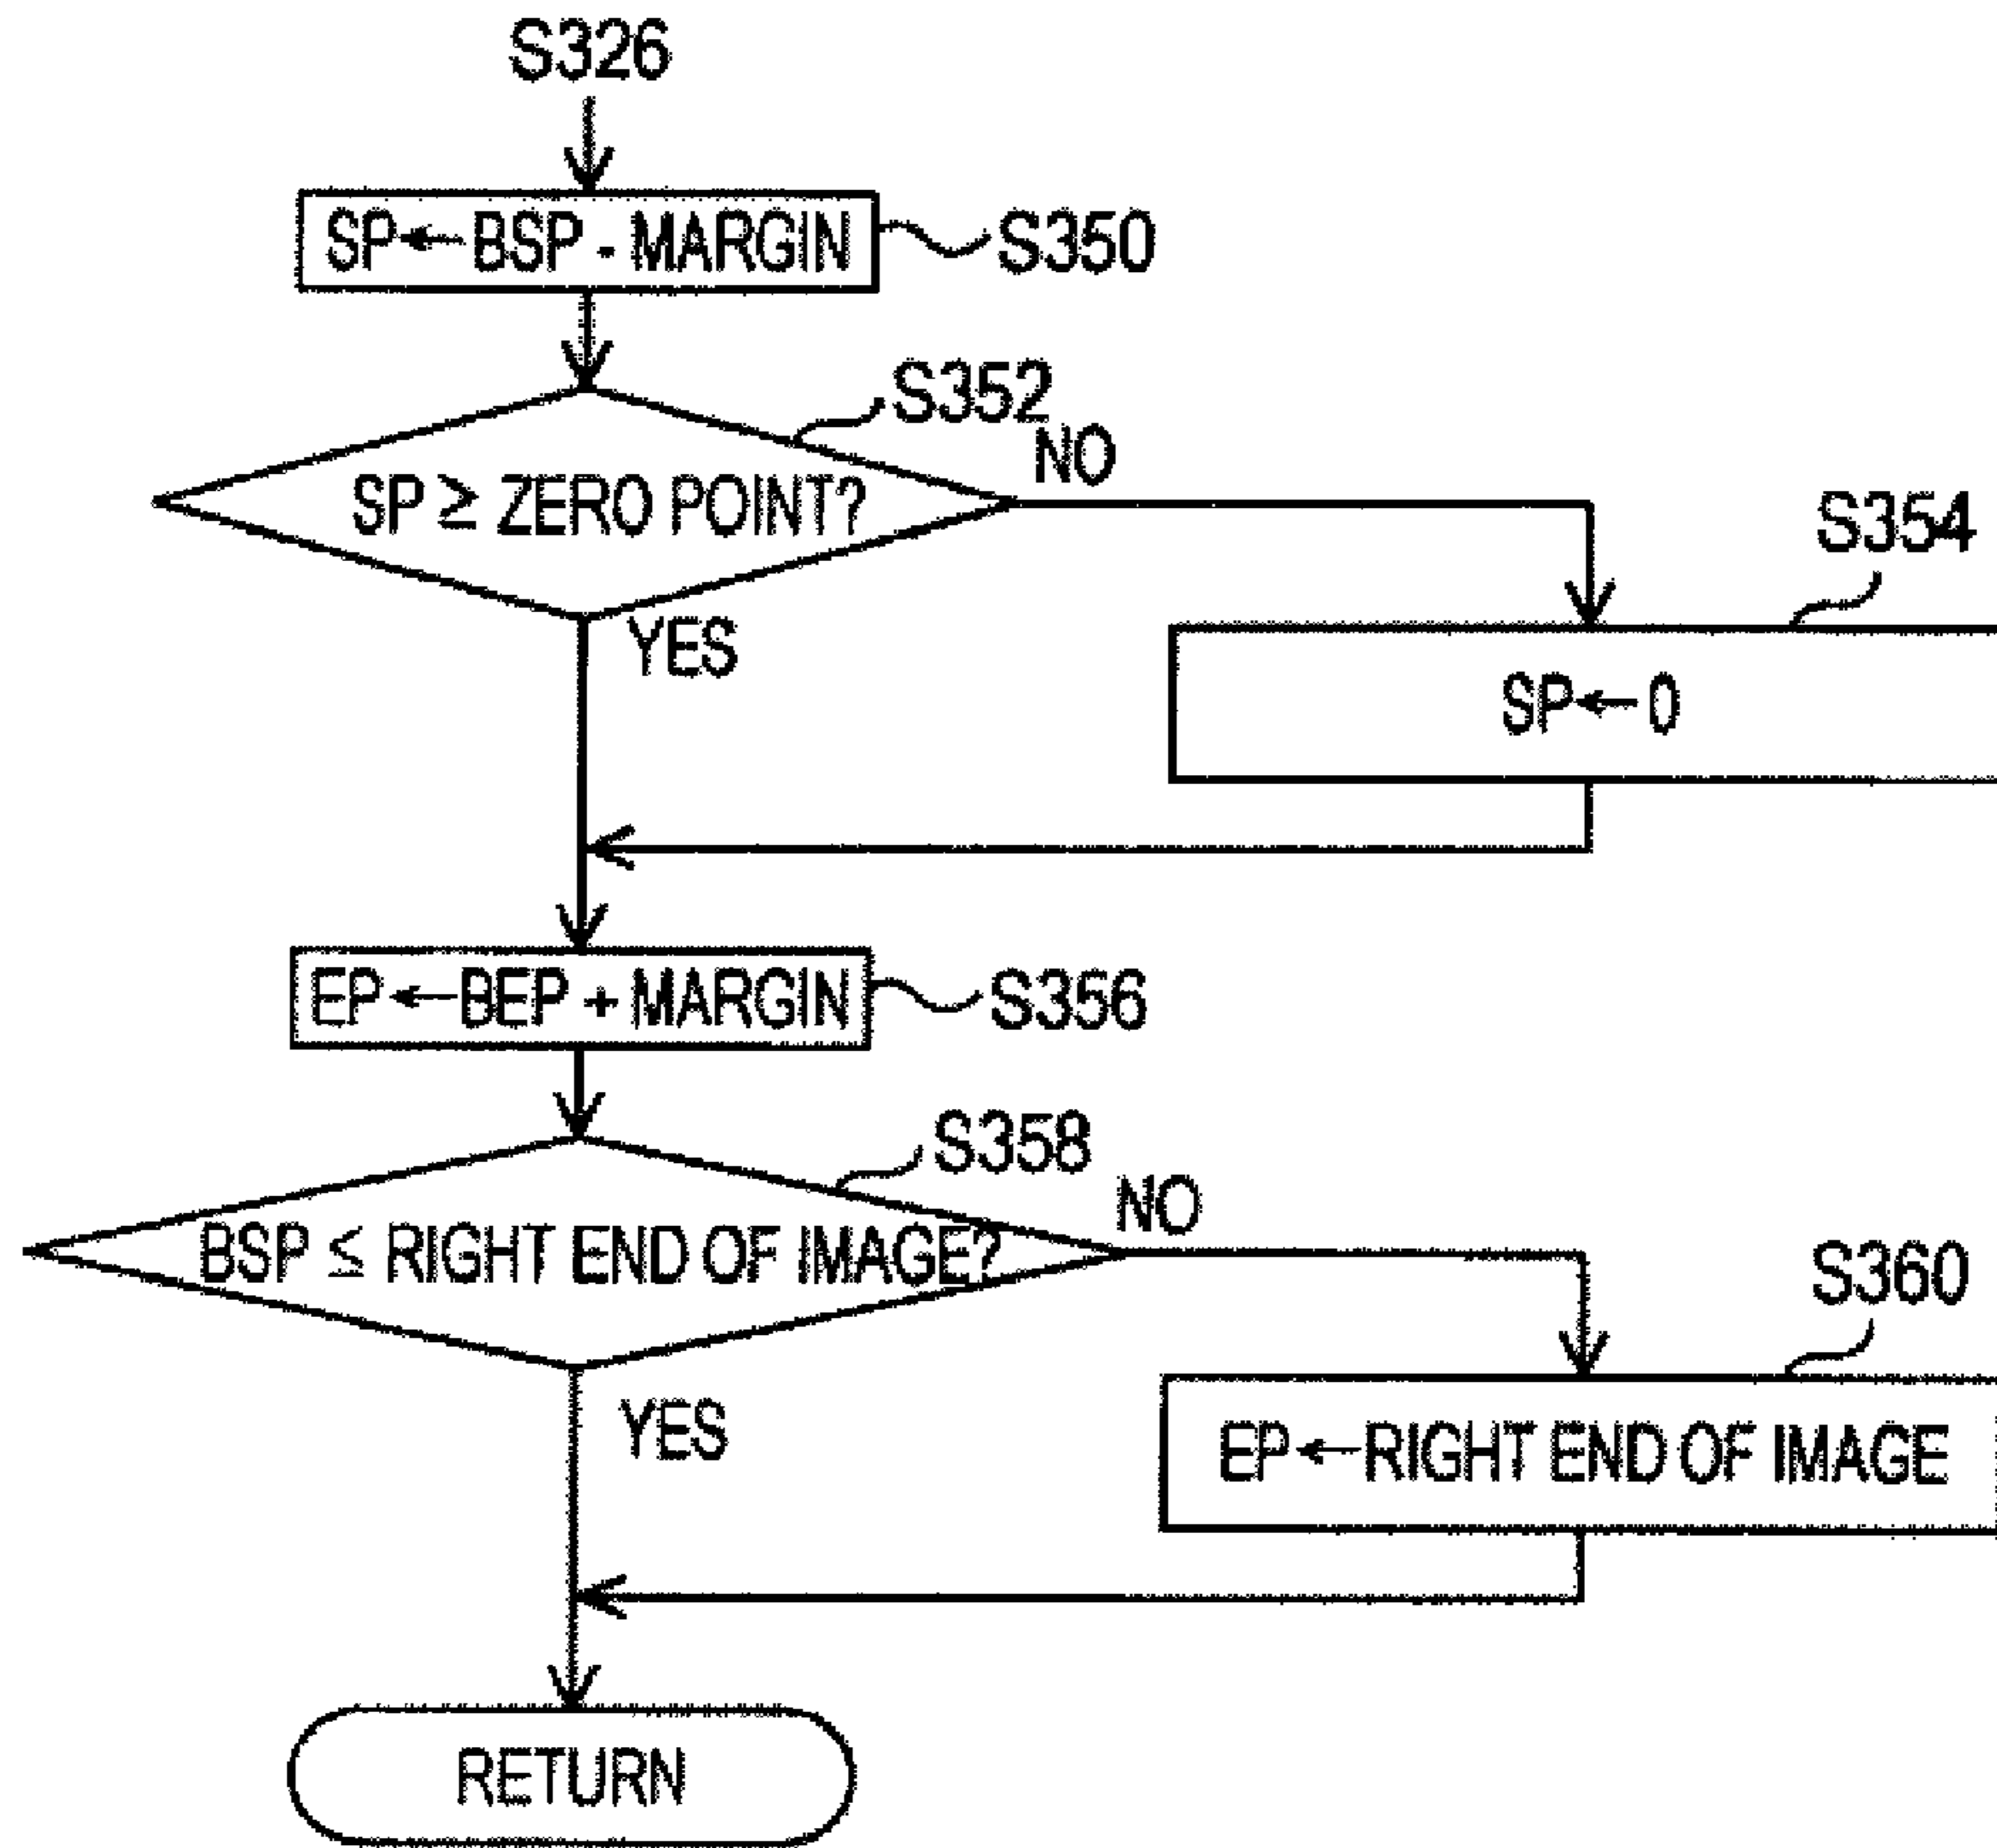 S326
SP←BSP - MARGIN
S350
S352
NO
SP ≥ ZERO POINT?
S354
YES
SP←0
EP←BEP + MARGIN
S356
S358
NO
BSP ≤ RIGHT END OF IMAGE?
S360
YES
EP←RIGHT END OF IMAGE
RETURN